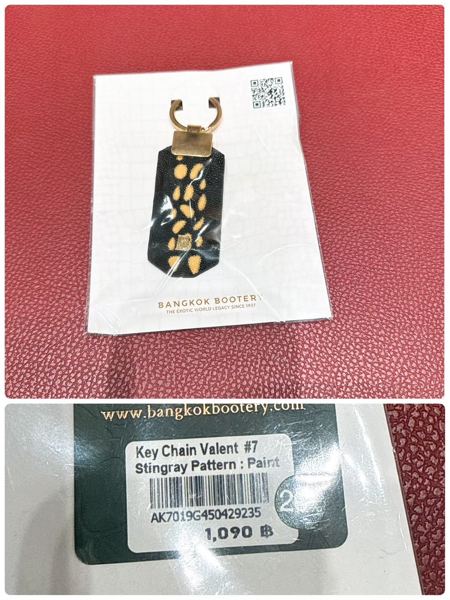 BANGKOK BOOTERY
THE EXOTIC WORLD LEGACY SINCE 1937
www.bangkokbootery.com
Key Chain Valent #7
Stingray Pattern : Paint
AK7019G450429235
1,090 ฿